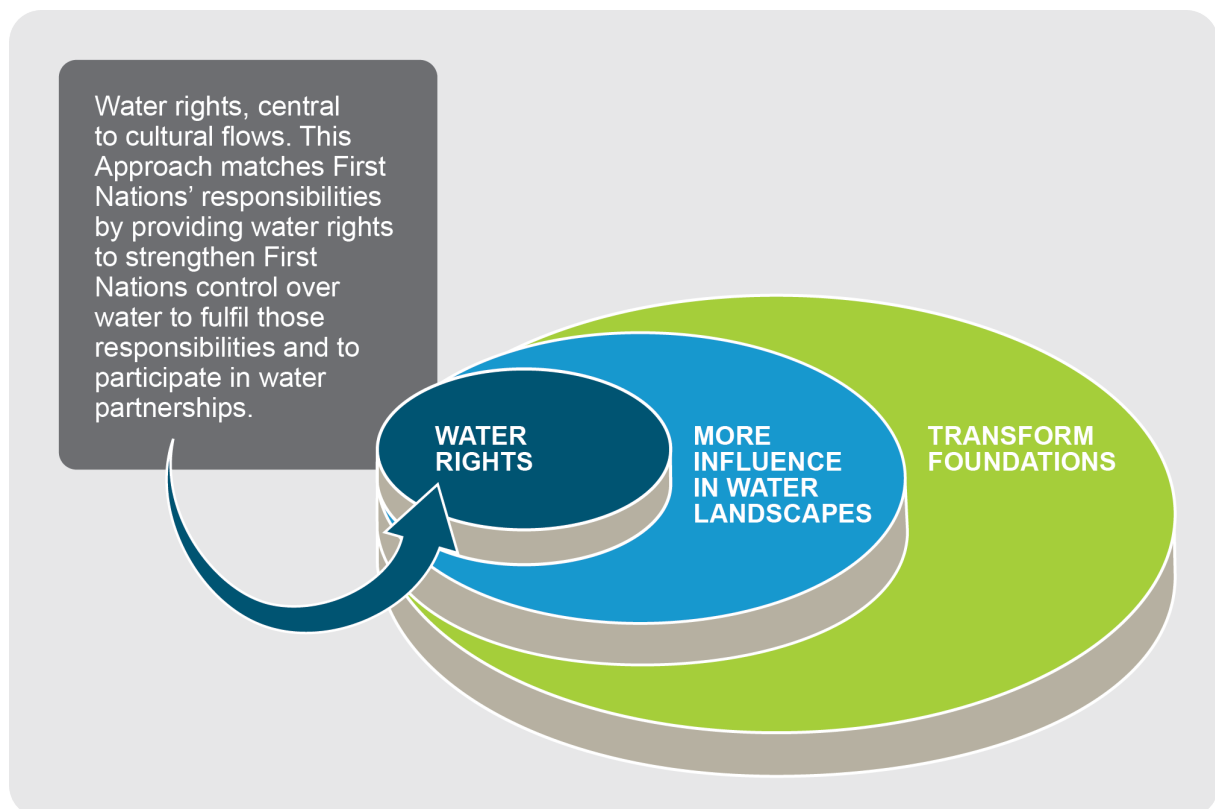 Water rights, central
to cultural flows. This
Approach matches First
Nations’ responsibilities
by providing water rights
to strengthen First
Nations control over
water to fulfil those
responsibilities and to
participate in water
partnerships.
WATER
RIGHTS
MORE
INFLUENCE
IN WATER
LANDSCAPES
TRANSFORM
FOUNDATIONS